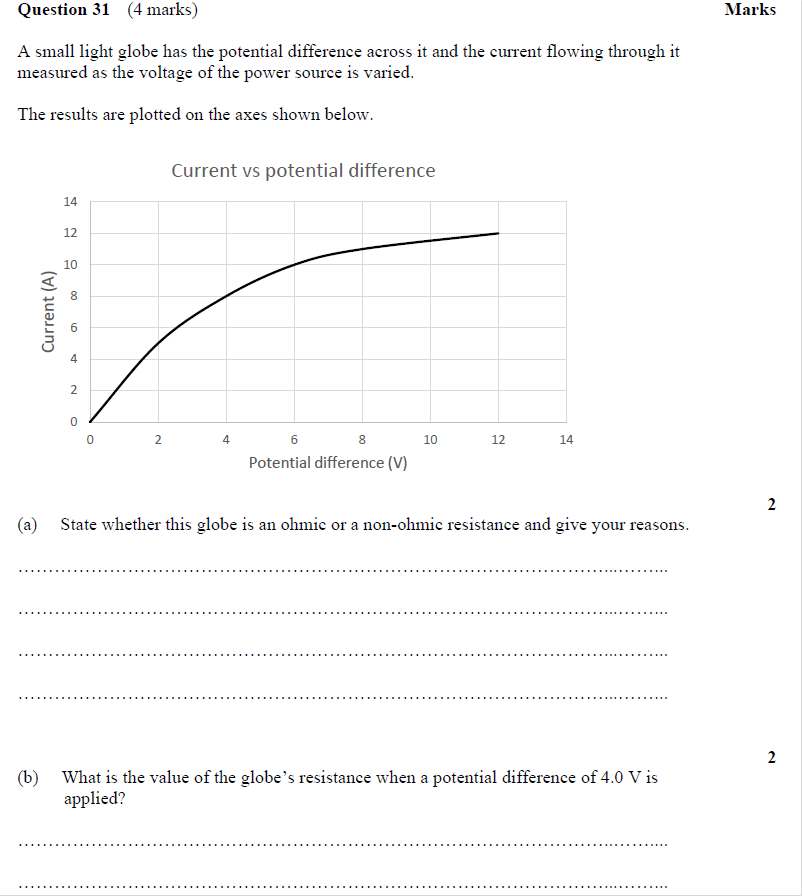 Question 31 (4 marks) Marks
A small light globe has the potential difference across it and the current flowing through it
measured as the voltage of the power source is varied.
The results are plotted on the axes shown below.
Current vs potential difference
14
12
10
8
6
4
2
0
Current (A)
0 2 4 6 8 10 12 14
Potential difference (V)
2
(a) State whether this globe is an ohmic or a non-ohmic resistance and give your reasons.
2
(b) What is the value of the globe’s resistance when a potential difference of 4.0 V is
applied?